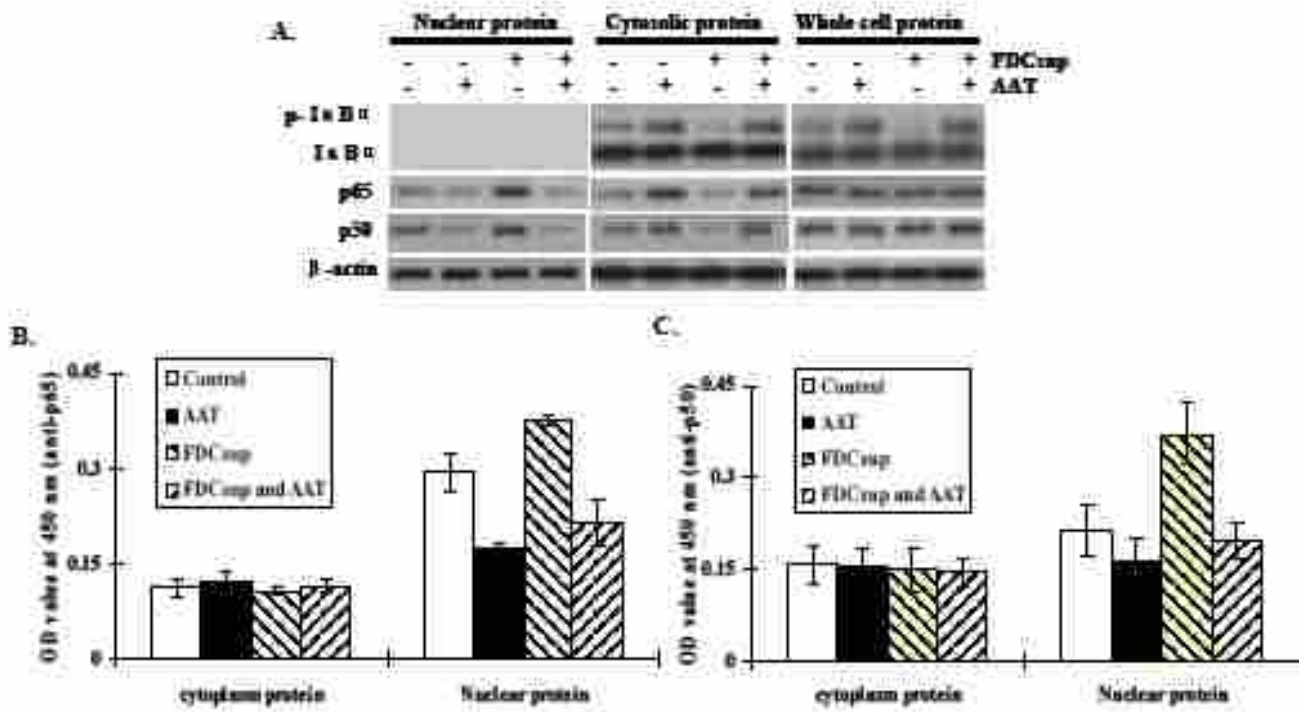 A.
Nuclear protein Cytosolic protein Whole cell protein
- - + + - - + + - - + + FDCsup
- + - + - + - + - + - + AAT
p-IκBα
IκBα
p65
p50
β-actin
B.
OD value at 450 nm (anti-p65)
0.45
0.3
0.15
0
Control
AAT
FDCsup
FDCsup and AAT
cytoplasm protein Nuclear protein
C.
OD value at 450 nm (anti-p50)
0.45
0.3
0.15
0
Control
AAT
FDCsup
FDCsup and AAT
cytoplasm protein Nuclear protein